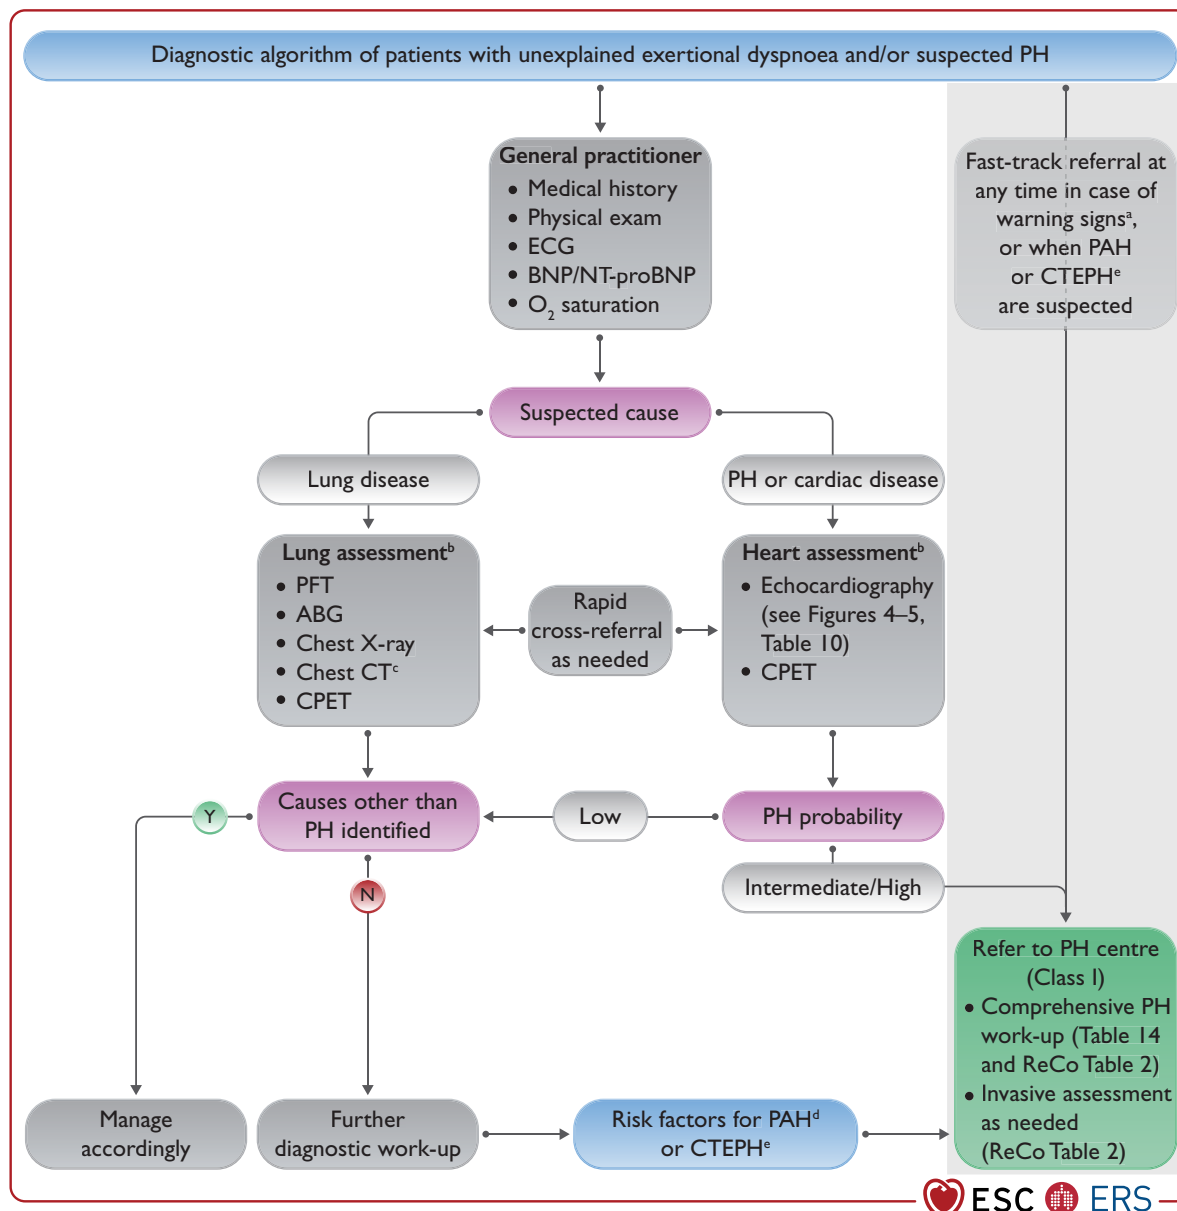 Diagnostic algorithm of patients with unexplained exertional dyspnoea and/or suspected PH
General practitioner
• Medical history
• Physical exam
• ECG
• BNP/NT-proBNP
• O₂ saturation
Fast-track referral at
any time in case of
warning signsᵃ,
or when PAH
or CTEPHᵉ
are suspected
Suspected cause
Lung disease
PH or cardiac disease
Lung assessmentᵇ
• PFT
• ABG
• Chest X-ray
• Chest CTᶜ
• CPET
Rapid
cross-referral
as needed
Heart assessmentᵇ
• Echocardiography
(see Figures 4–5,
Table 10)
• CPET
Y
Causes other than
PH identified
Low
PH probability
N
Intermediate/High
Refer to PH centre
(Class I)
• Comprehensive PH
work-up (Table 14
and ReCo Table 2)
• Invasive assessment
as needed
(ReCo Table 2)
Manage
accordingly
Further
diagnostic work-up
Risk factors for PAHᵈ
or CTEPHᵉ
ESC ERS